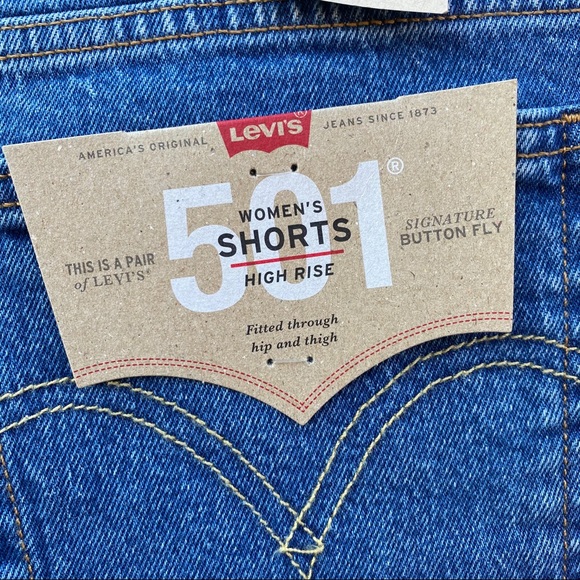 AMERICA'S ORIGINAL
LEVI'S®
JEANS SINCE 1873
501®
WOMEN'S
SHORTS
HIGH RISE
THIS IS A PAIR
of LEVI'S®
SIGNATURE
BUTTON FLY
Fitted through
hip and thigh